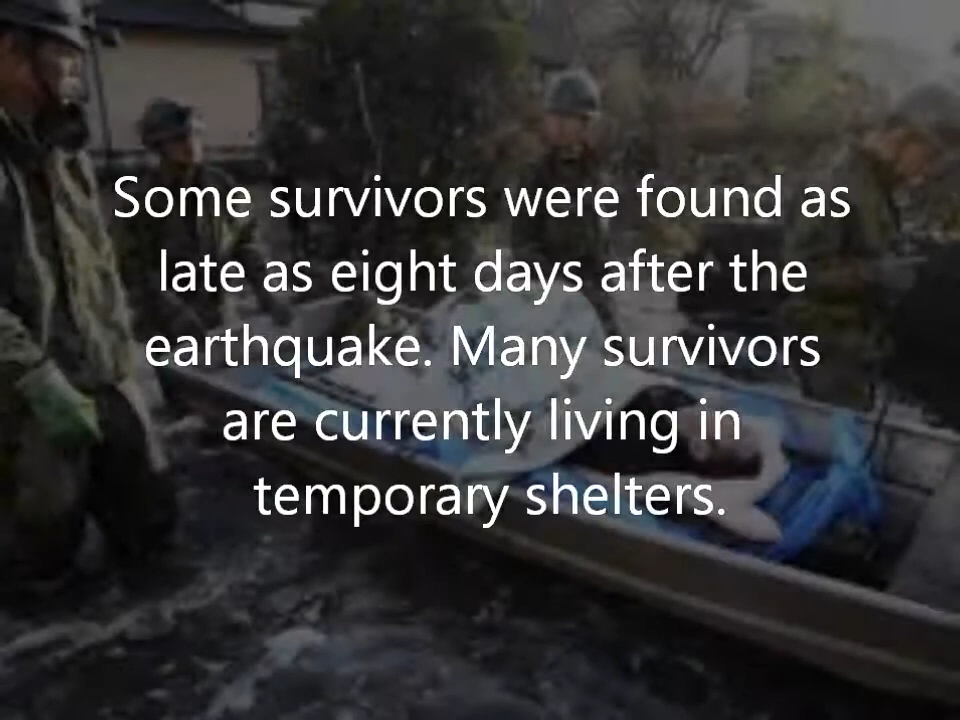 Some survivors were found as
late as eight days after the
earthquake. Many survivors
are currently living in
temporary shelters.